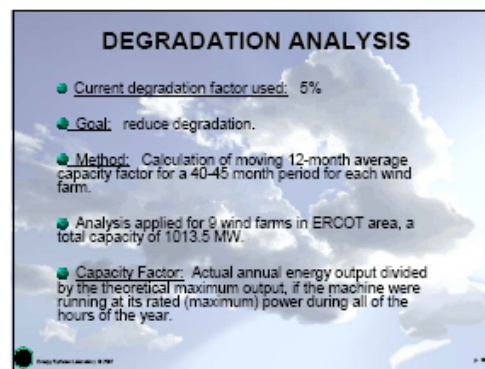 DEGRADATION ANALYSIS
Current degradation factor used: 5%
Goal: reduce degradation.
Method: Calculation of moving 12-month average
capacity factor for a 40-45 month period for each wind
farm.
Analysis applied for 9 wind farms in ERCOT area, a
total capacity of 1013.5 MW.
Capacity Factor: Actual annual energy output divided
by the theoretical maximum output, if the machine were
running at its rated (maximum) power during all of the
hours of the year.
Energy Systems Laboratory ©